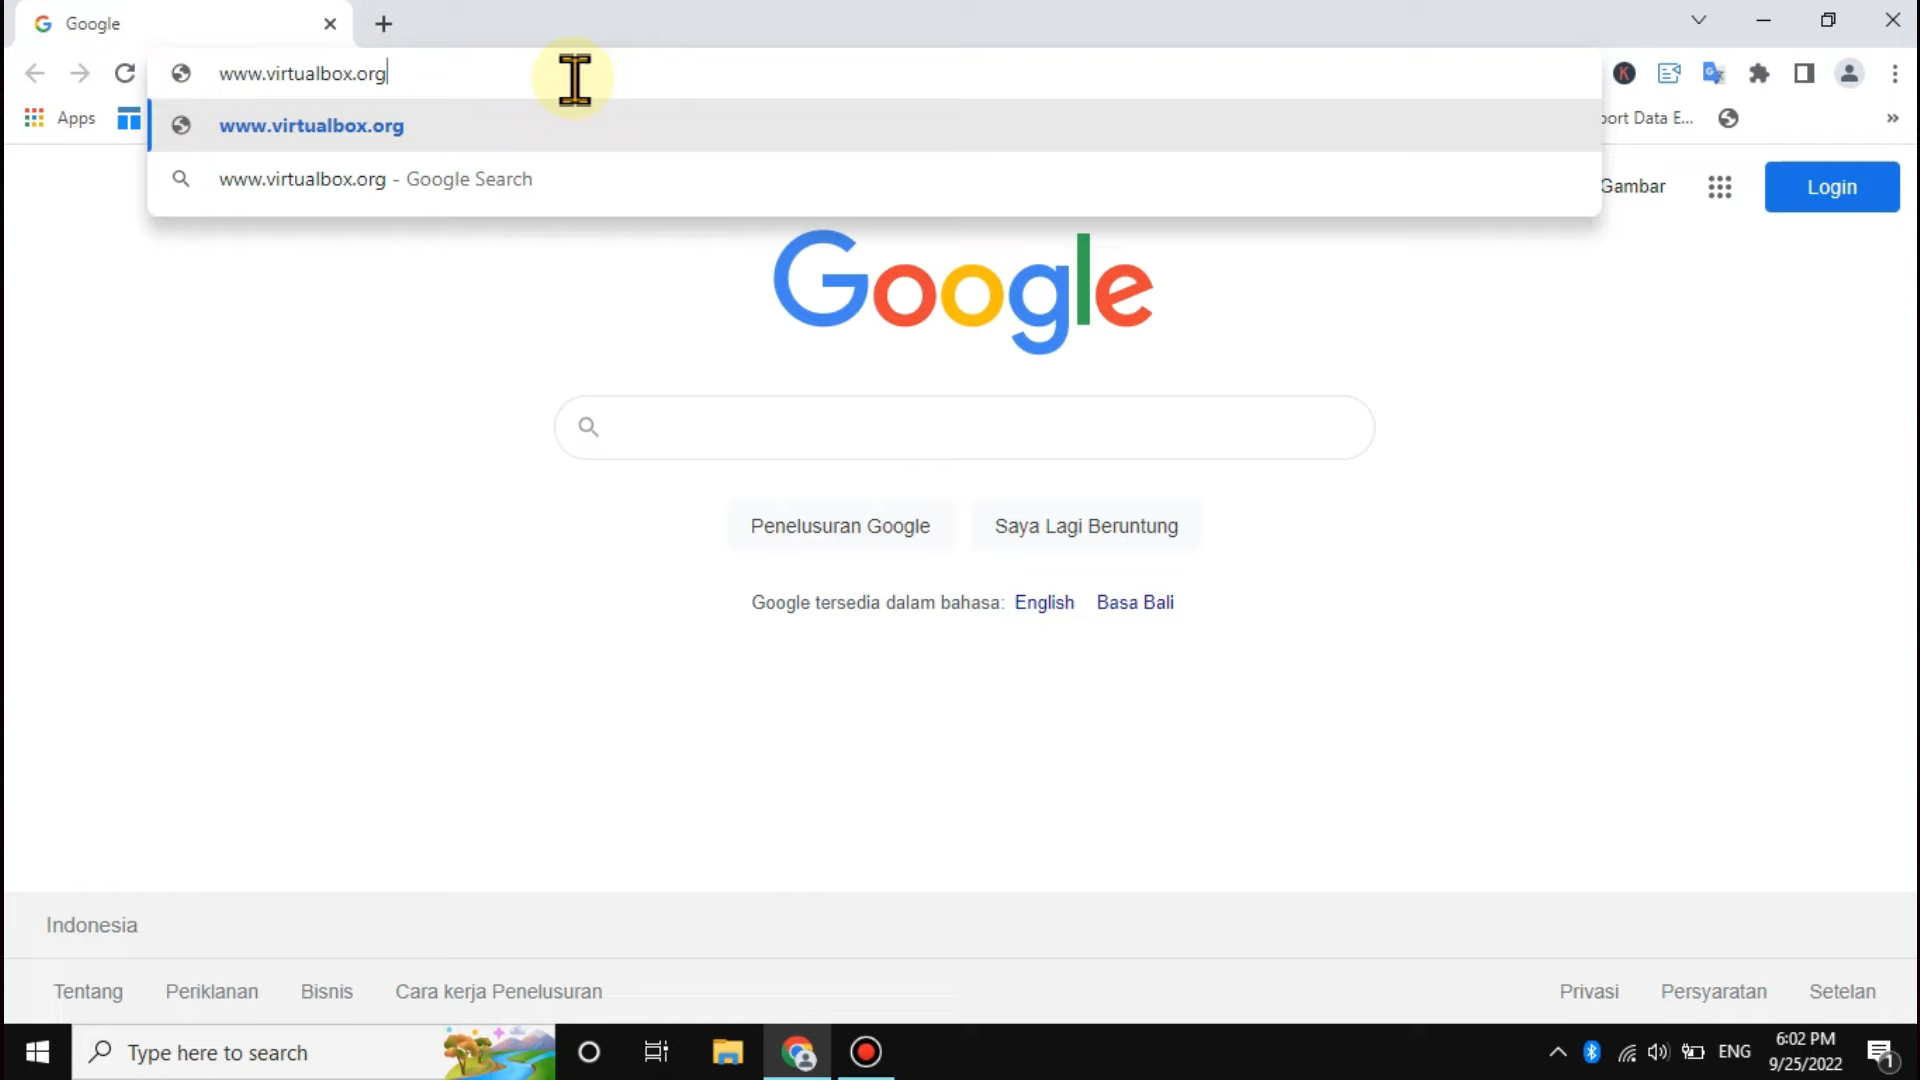 Google
www.virtualbox.org
www.virtualbox.org
www.virtualbox.org - Google Search
Apps
port Data E...
Gambar
Login
Google
Penelusuran Google
Saya Lagi Beruntung
Google tersedia dalam bahasa: English Basa Bali
Indonesia
Tentang
Periklanan
Bisnis
Cara kerja Penelusuran
Privasi
Persyaratan
Setelan
Type here to search
ENG
6:02 PM
9/25/2022
1